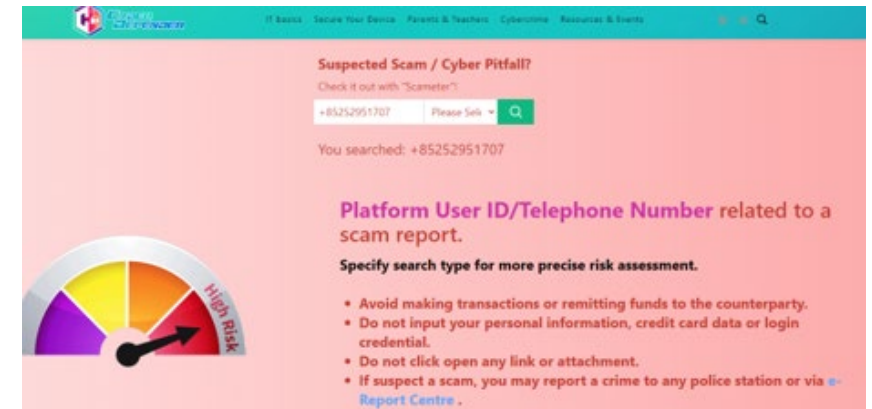 CYBER
DEFENDER
IT basics Secure Your Device Parents & Teachers Cybercrime Resources & Events
Suspected Scam / Cyber Pitfall?
Check it out with "Scameter"!
+85252951707 Please Sele
You searched: +85252951707
Platform User ID/Telephone Number related to a
scam report.
Specify search type for more precise risk assessment.
High Risk
• Avoid making transactions or remitting funds to the counterparty.
• Do not input your personal information, credit card data or login
credential.
• Do not click open any link or attachment.
• If suspect a scam, you may report a crime to any police station or via e-
Report Centre .